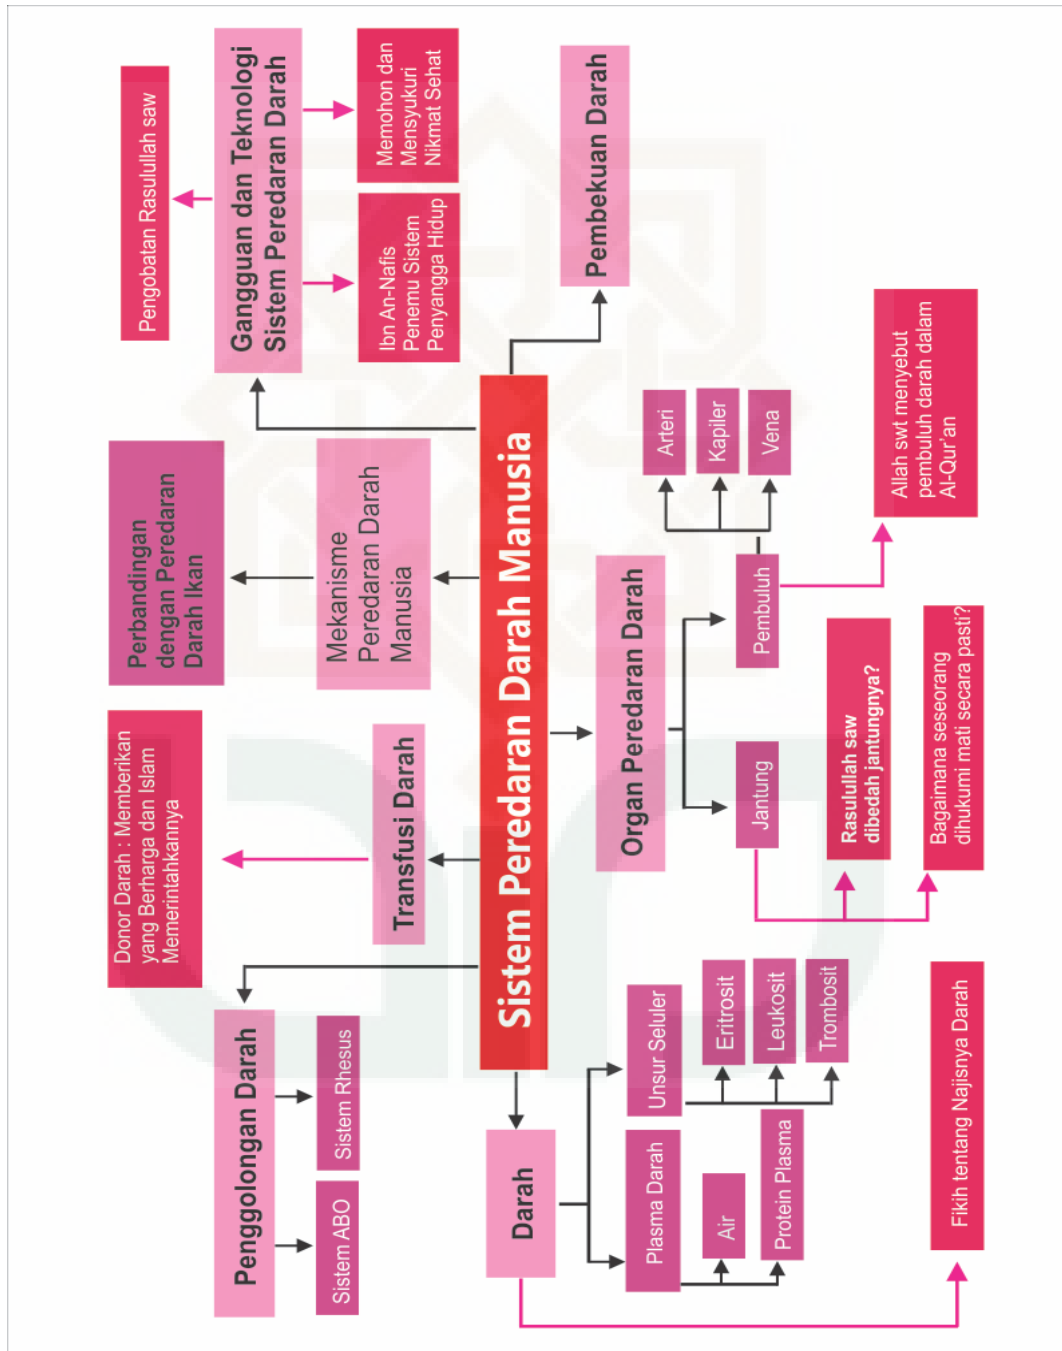 Penggolongan Darah
Sistem ABO
Sistem Rhesus
Donor Darah : Memberikan
yang Berharga dan Islam
Memerintahkannya
Transfusi Darah
Perbandingan
dengan Peredaran
Darah Ikan
Mekanisme
Peredaran Darah
Manusia
Pengobatan Rasulullah saw
Gangguan dan Teknologi
Sistem Peredaran Darah
Ibn An-Nafis
Penemu Sistem
Penyangga Hidup
Memohon dan
Mensyukuri
Nikmat Sehat
Sistem Peredaran Darah Manusia
Darah
Plasma Darah
Air
Protein Plasma
Unsur Seluler
Eritrosit
Leukosit
Trombosit
Fikih tentang Najisnya Darah
Organ Peredaran Darah
Jantung
Rasulullah saw
dibedah jantungnya?
Bagaimana seseorang
dihukumi mati secara pasti?
Pembuluh
Arteri
Kapiler
Vena
Allah swt menyebut
pembuluh darah dalam
Al-Qur'an
Pembekuan Darah